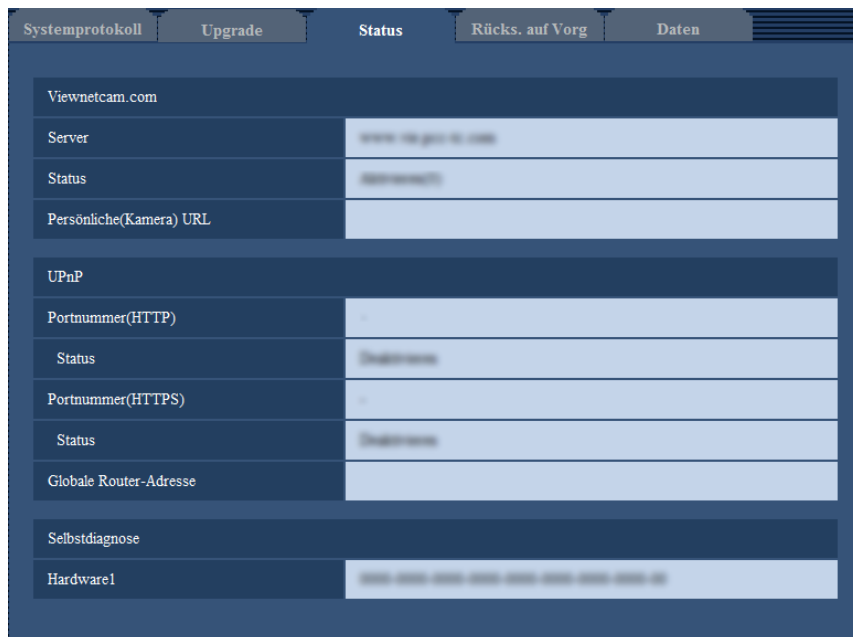 Systemprotokoll Upgrade Status Rücks. auf Vorg Daten
Viewnetcam.com
Server
Status
Persönliche(Kamera) URL
UPnP
Portnummer(HTTP)
Status
Portnummer(HTTPS)
Status
Globale Router-Adresse
Selbstdiagnose
Hardware1